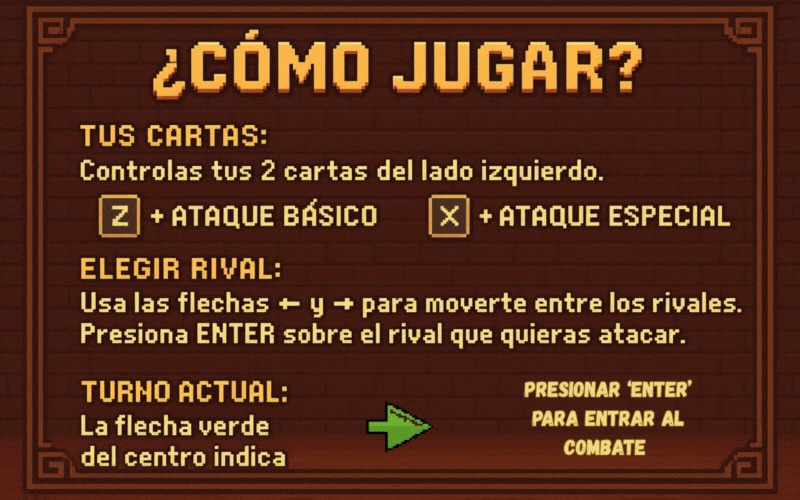 ¿CÓMO JUGAR?
TUS CARTAS:
Controlas tus 2 cartas del lado izquierdo.
Z + ATAQUE BÁSICO
X + ATAQUE ESPECIAL
ELEGIR RIVAL:
Usa las flechas ← y → para moverte entre los rivales.
Presiona ENTER sobre el rival que quieras atacar.
TURNO ACTUAL:
La flecha verde
del centro indica
PRESIONAR 'ENTER'
PARA ENTRAR AL
COMBATE